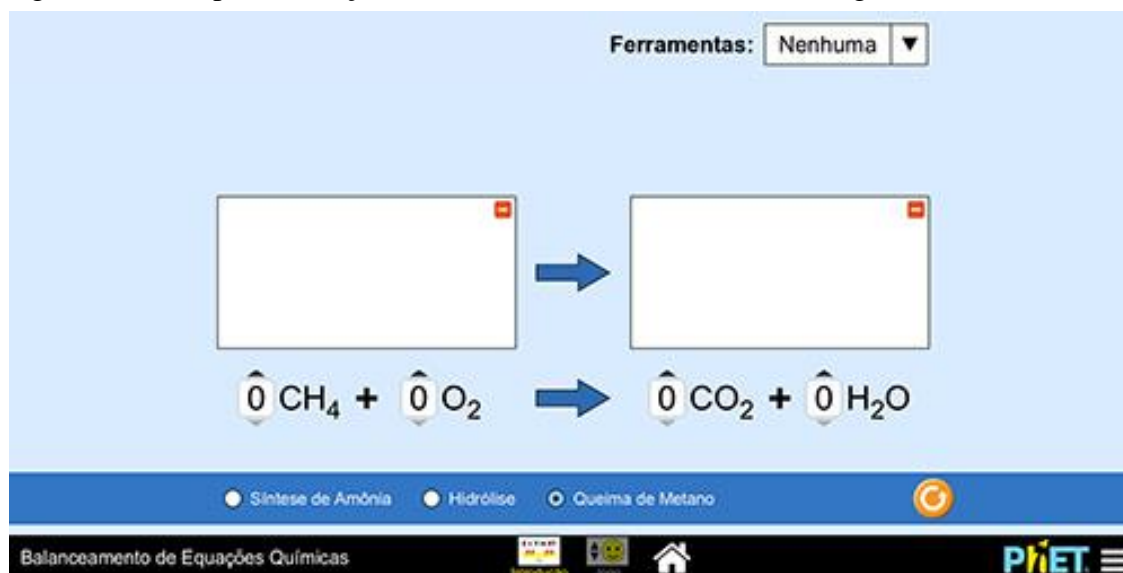 Ferramentas: Nenhuma ▼
0 CH₄ + 0 O₂ → 0 CO₂ + 0 H₂O
Síntese de Amônia Hidrólise Queima de Metano
Balanceamento de Equações Químicas PhET